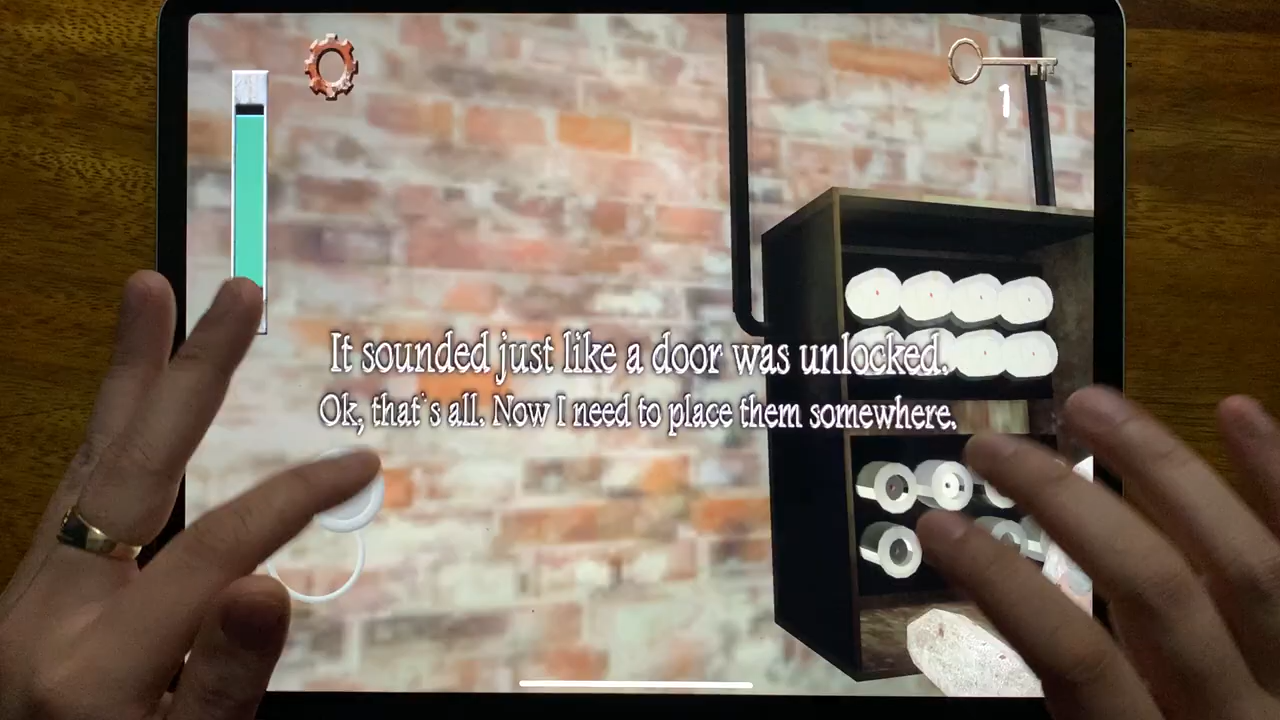 1
It sounded just like a door was unlocked.
Ok, that's all. Now I need to place them somewhere.